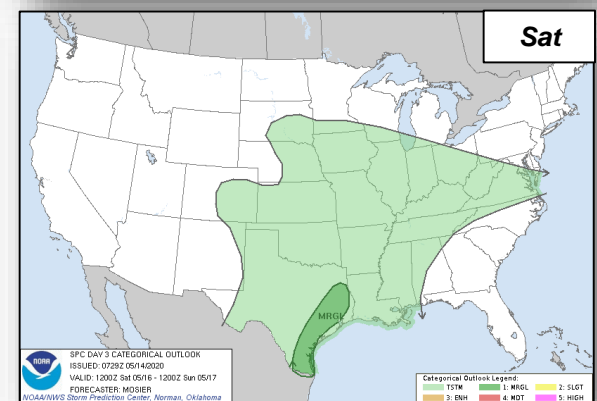 Sat
MRGL
NOAA
SPC DAY 3 CATEGORICAL OUTLOOK
ISSUED: 0729Z 05/14/2020
VALID: 1200Z Sat 05/16 - 1200Z Sun 05/17
FORECASTER: MOSIER
NOAA/NWS Storm Prediction Center, Norman, Oklahoma
Categorical Outlook Legend:
TSTM 1: MRGL 2: SLGT
3: ENH 4: MDT 5: HIGH